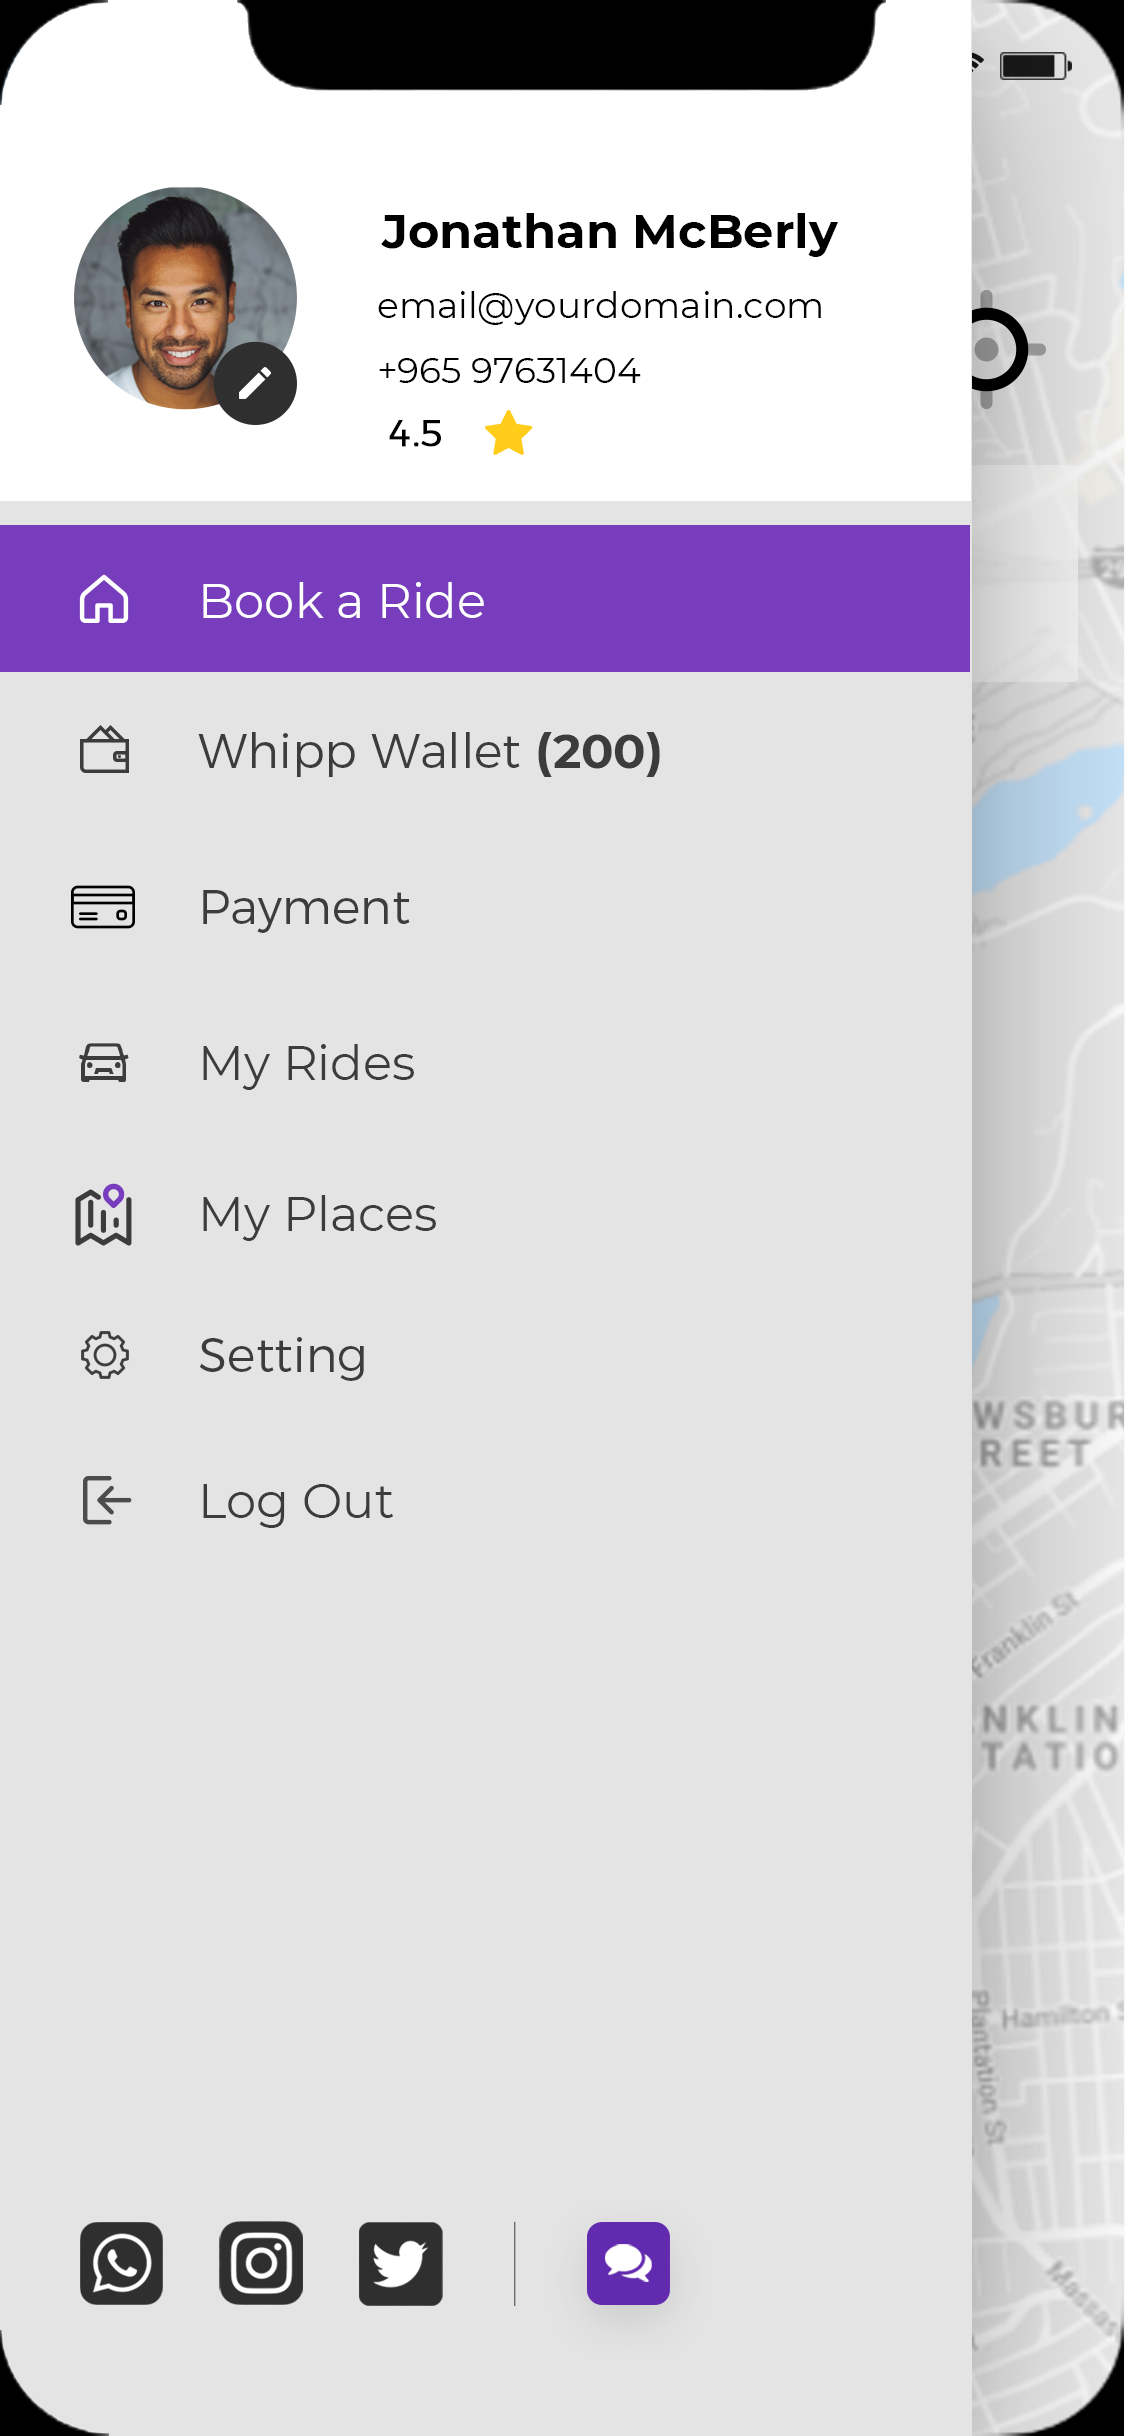 Jonathan McBerly
email@yourdomain.com
+965 97631404
4.5
Book a Ride
Whipp Wallet (200)
Payment
My Rides
My Places
Setting
Log Out
WSBUR
REET
Franklin St
NKLIN
TATIO
Hamilton S
Plantation St
Massac